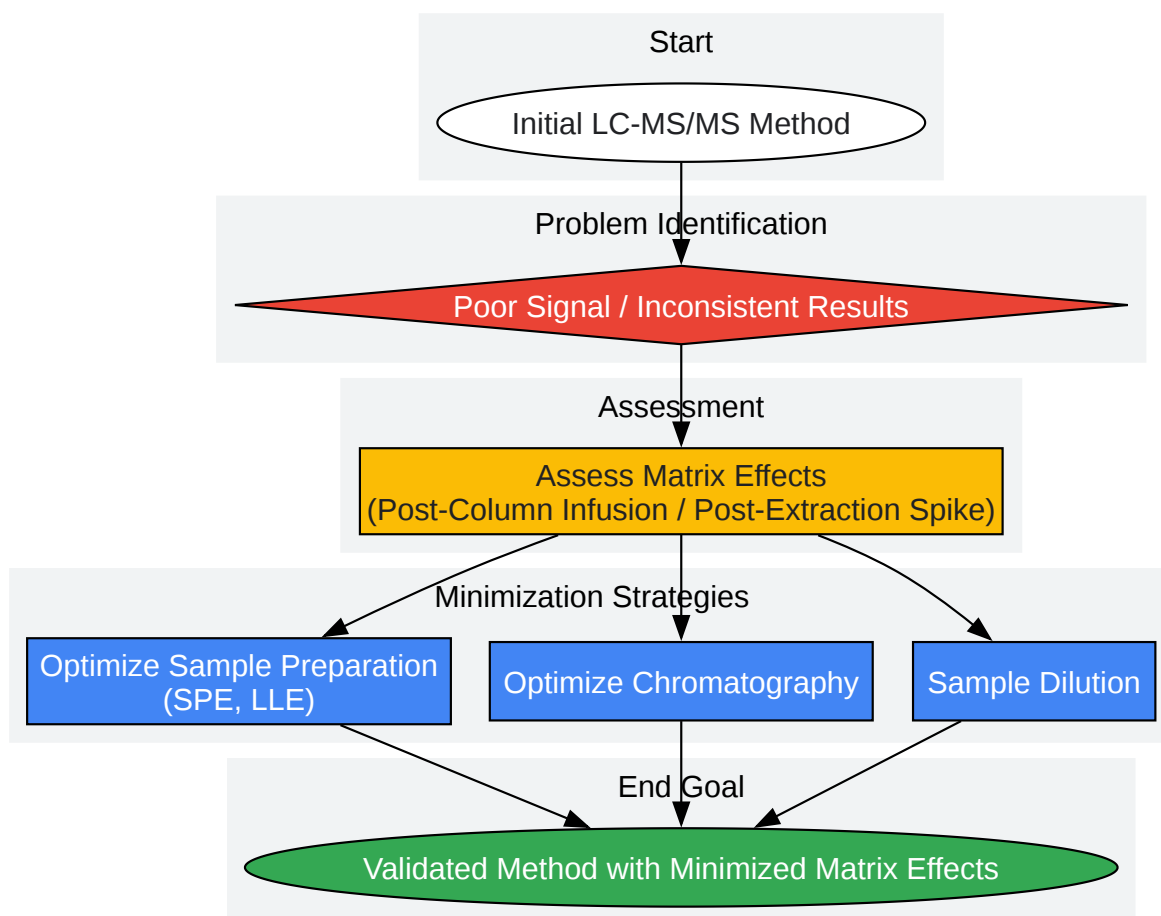 Start
Initial LC-MS/MS Method
Problem Identification
Poor Signal / Inconsistent Results
Assessment
Assess Matrix Effects
(Post-Column Infusion / Post-Extraction Spike)
Minimization Strategies
Optimize Sample Preparation
(SPE, LLE)
Optimize Chromatography
Sample Dilution
End Goal
Validated Method with Minimized Matrix Effects